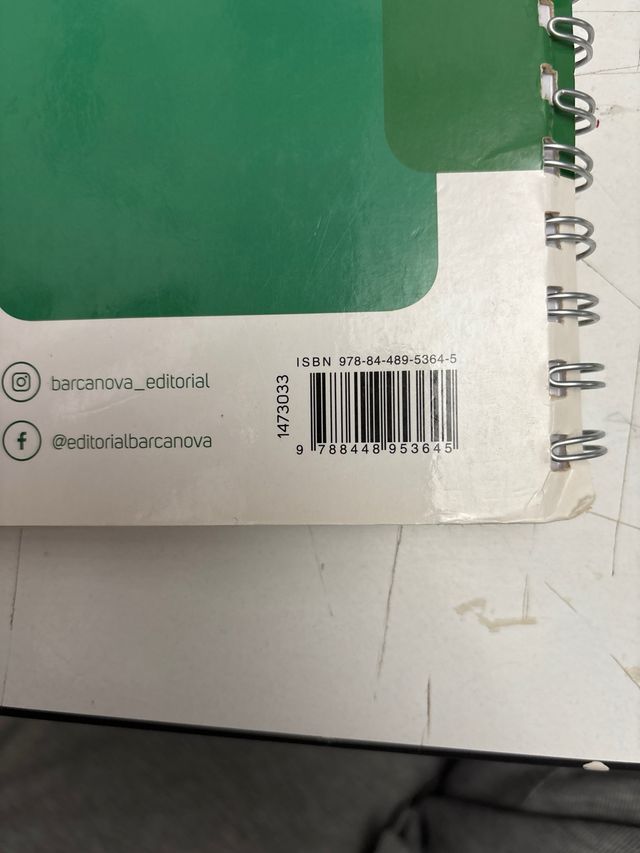 ISBN 978-84-489-5364-5
1473033
9 788448 953645
barcanova_editorial
@editorialbarcanova